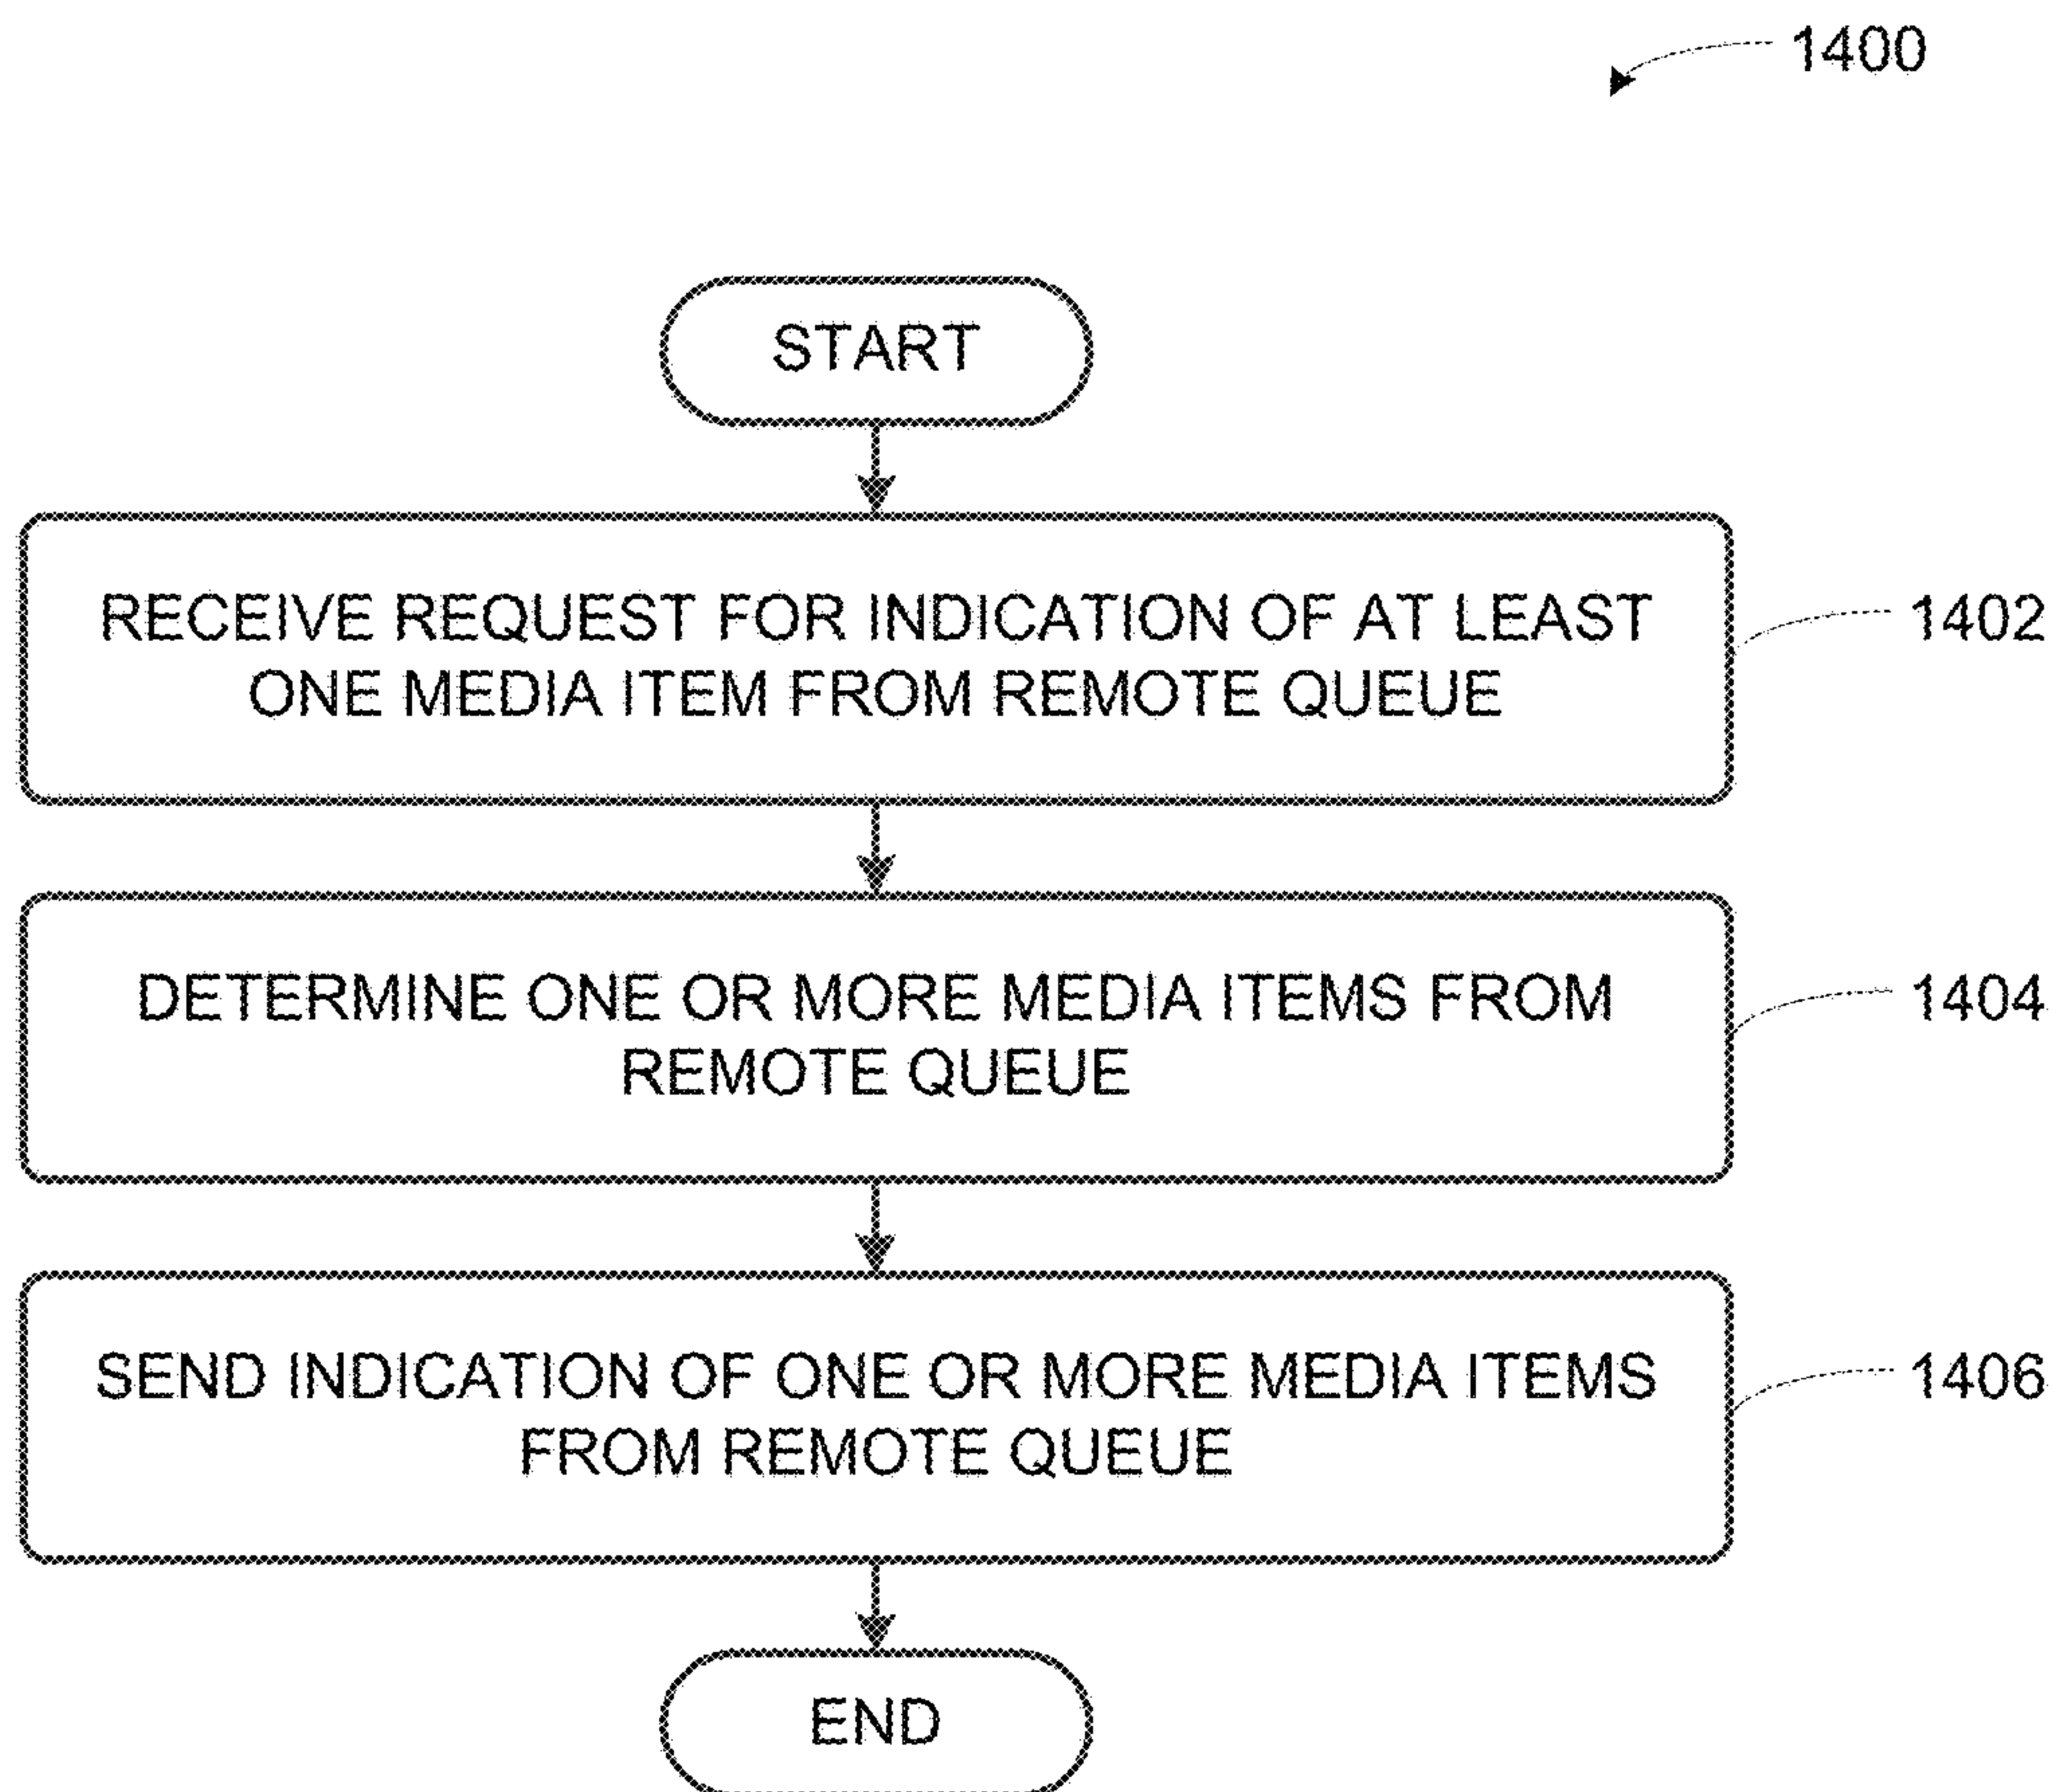 1400
START
RECEIVE REQUEST FOR INDICATION OF AT LEAST
ONE MEDIA ITEM FROM REMOTE QUEUE
1402
DETERMINE ONE OR MORE MEDIA ITEMS FROM
REMOTE QUEUE
1404
SEND INDICATION OF ONE OR MORE MEDIA ITEMS
FROM REMOTE QUEUE
1406
END